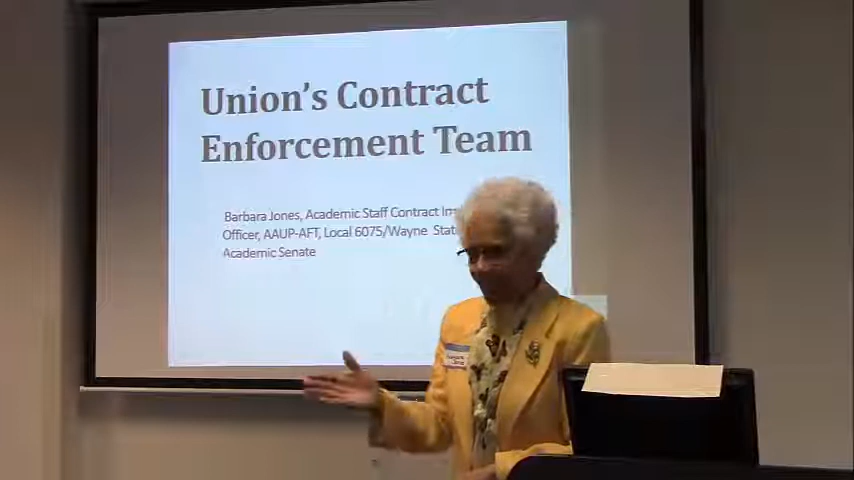 Union's Contract
Enforcement Team
Barbara Jones, Academic Staff Contract
Officer, AAUP-AFT, Local 6075/Wayne
Academic Senate